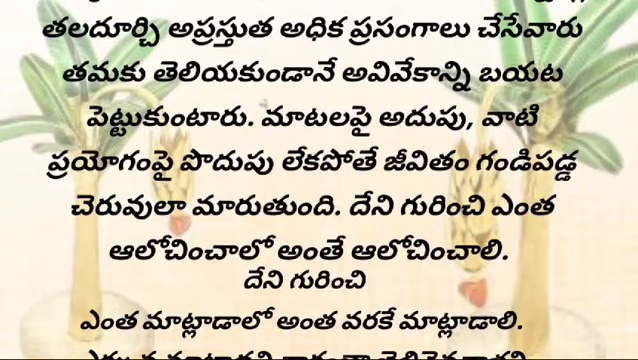 తలదూర్చి అప్రస్తుత అధిక ప్రసంగాలు చేసేవారు
తమకు తెలియకుండానే అవివేకాన్ని బయట
పెట్టుకుంటారు. మాటలపై అదుపు, వాటి
ప్రయోగంపై పొదుపు లేకపోతే జీవితం గండిపడ్డ
చెరువులా మారుతుంది. దేని గురించి ఎంత
ఆలోచించాలో అంతే ఆలోచించాలి.
దేని గురించి
ఎంత మాట్లాడాలో అంత వరకే మాట్లాడాలి.